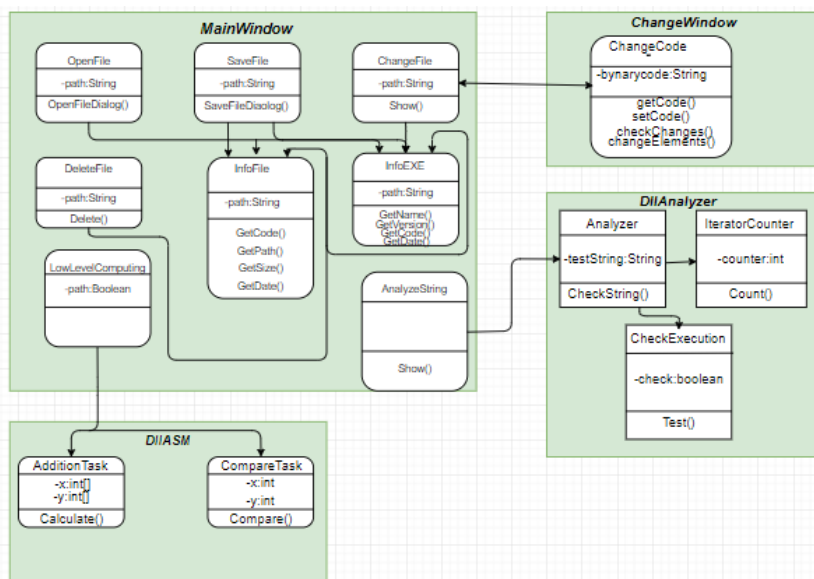 MainWindow
OpenFile
-path:String
OpenFileDialog()
SaveFile
-path:String
SaveFileDiaolog()
ChangeFile
-path:String
Show()
DeleteFile
-path:String
Delete()
InfoFile
-path:String
GetCode()
GetPath()
GetSize()
GetDate()
InfoEXE
-path:String
GetName()
GetVersion()
GetCode()
GetDate()
LowLevelComputing
-path:Boolean
AnalyzeString
Show()
ChangeWindow
ChangeCode
-bynarycode:String
getCode()
setCode()
checkChanges()
changeElements()
DllAnalyzer
Analyzer
-testString:String
CheckString()
IteratorCounter
-counter:int
Count()
CheckExecution
-check:boolean
Test()
DllASM
AdditionTask
-x:int[]
-y:int[]
Calculate()
CompareTask
-x:int
-y:int
Compare()